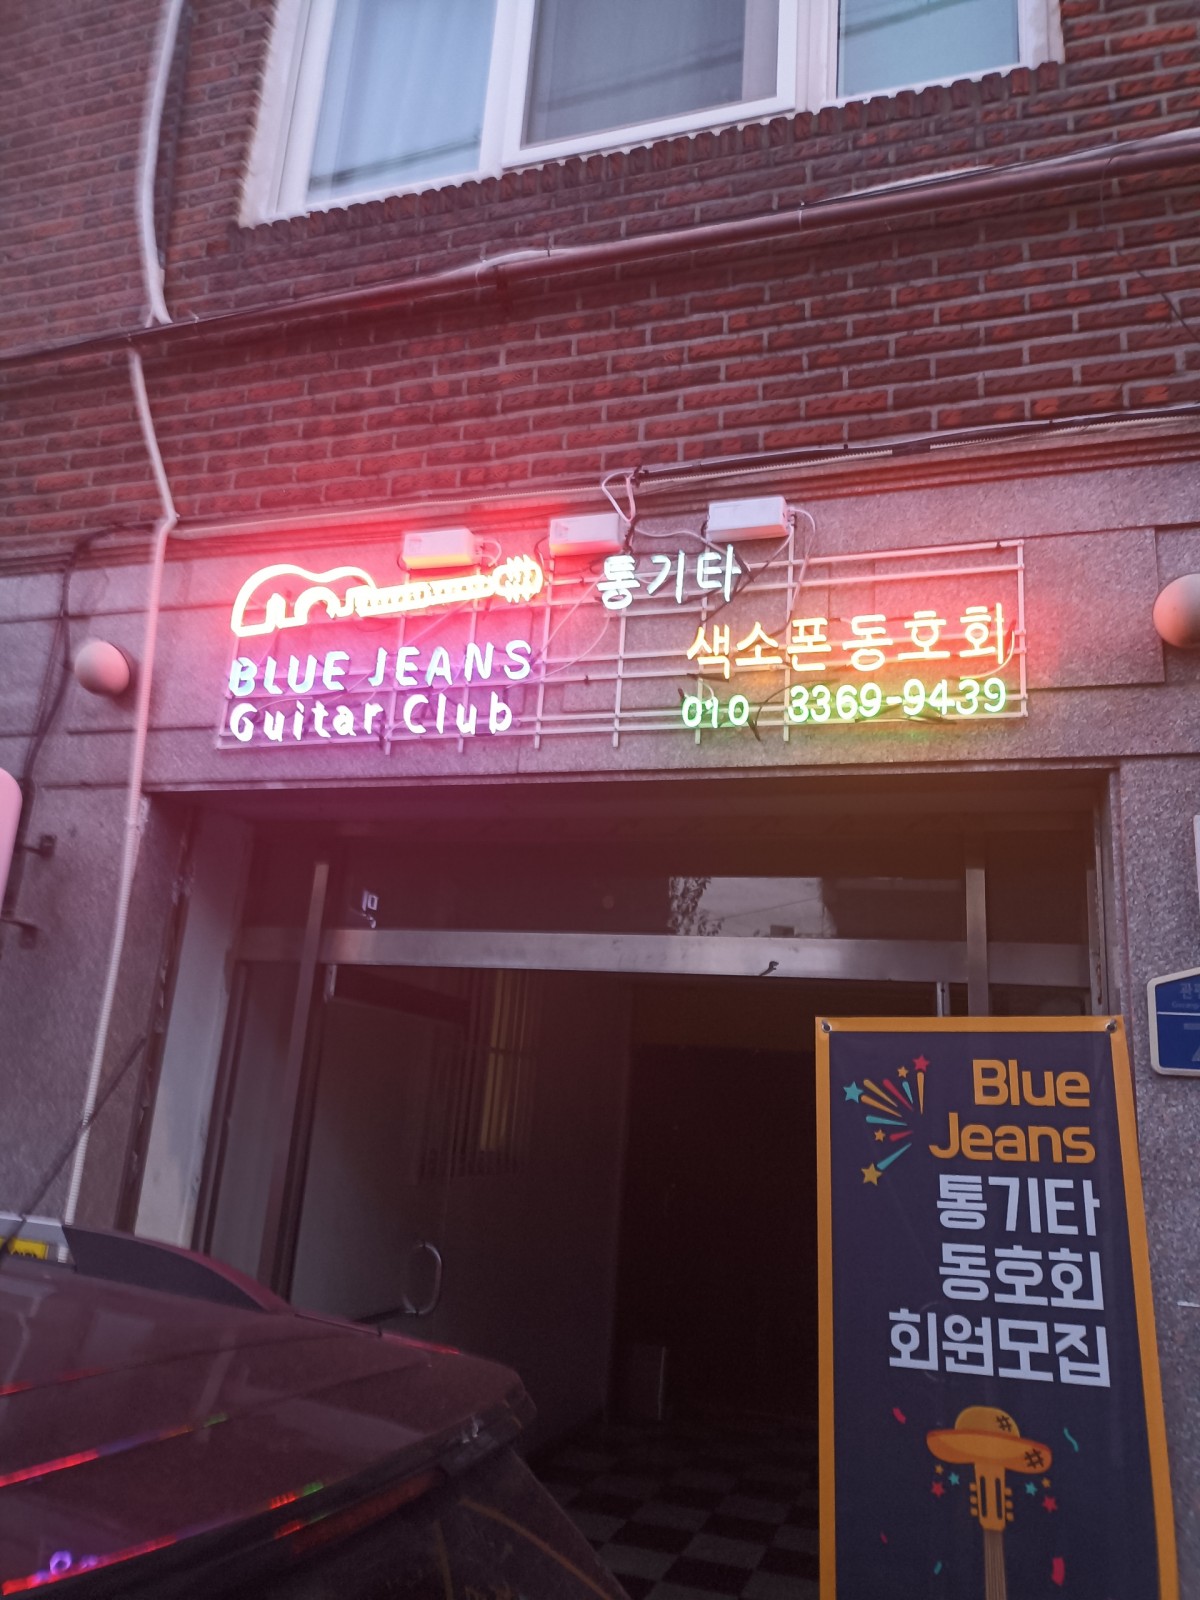 통기타
BLUE JEANS
Guitar Club
색소폰동호회
010 3369-9439
Blue
Jeans
통기타
동호회
회원모집